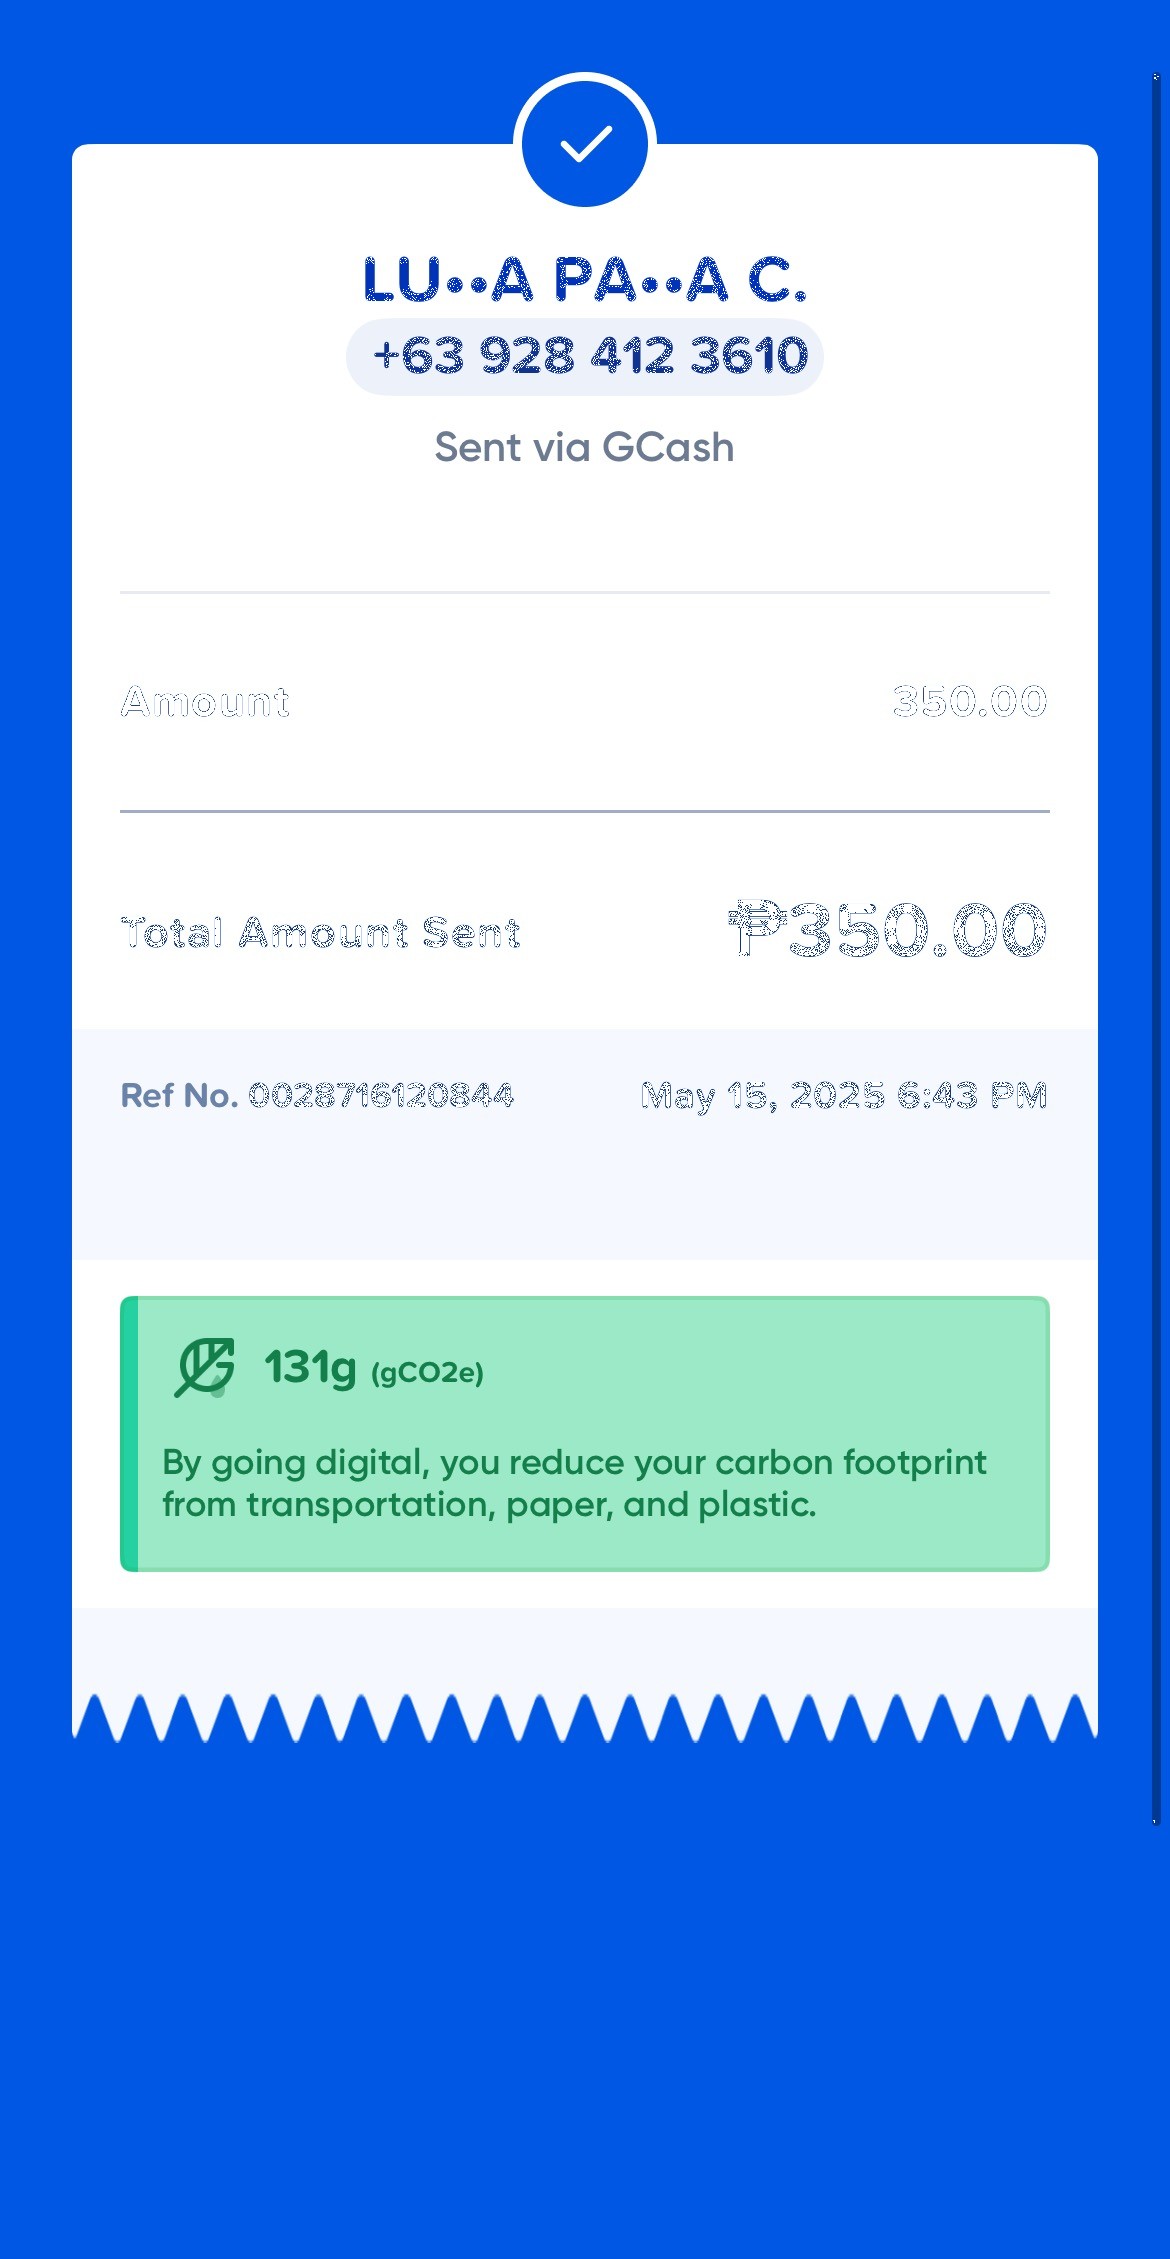 LU••A PA••A C.
+63 928 412 3610
Sent via GCash
Amount 350.00
Total Amount Sent ₱350.00
Ref No. 0028716120844 May 15, 2025 6:43 PM
131g (gCO2e)
By going digital, you reduce your carbon footprint
from transportation, paper, and plastic.